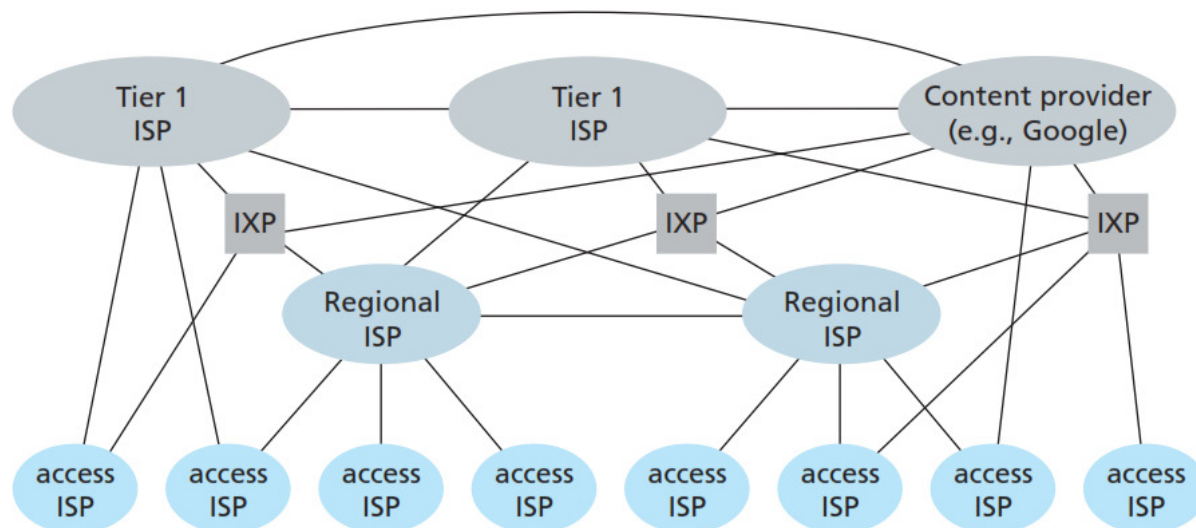 Tier 1
ISP
Tier 1
ISP
Content provider
(e.g., Google)
IXP
IXP
IXP
Regional
ISP
Regional
ISP
access
ISP
access
ISP
access
ISP
access
ISP
access
ISP
access
ISP
access
ISP
access
ISP